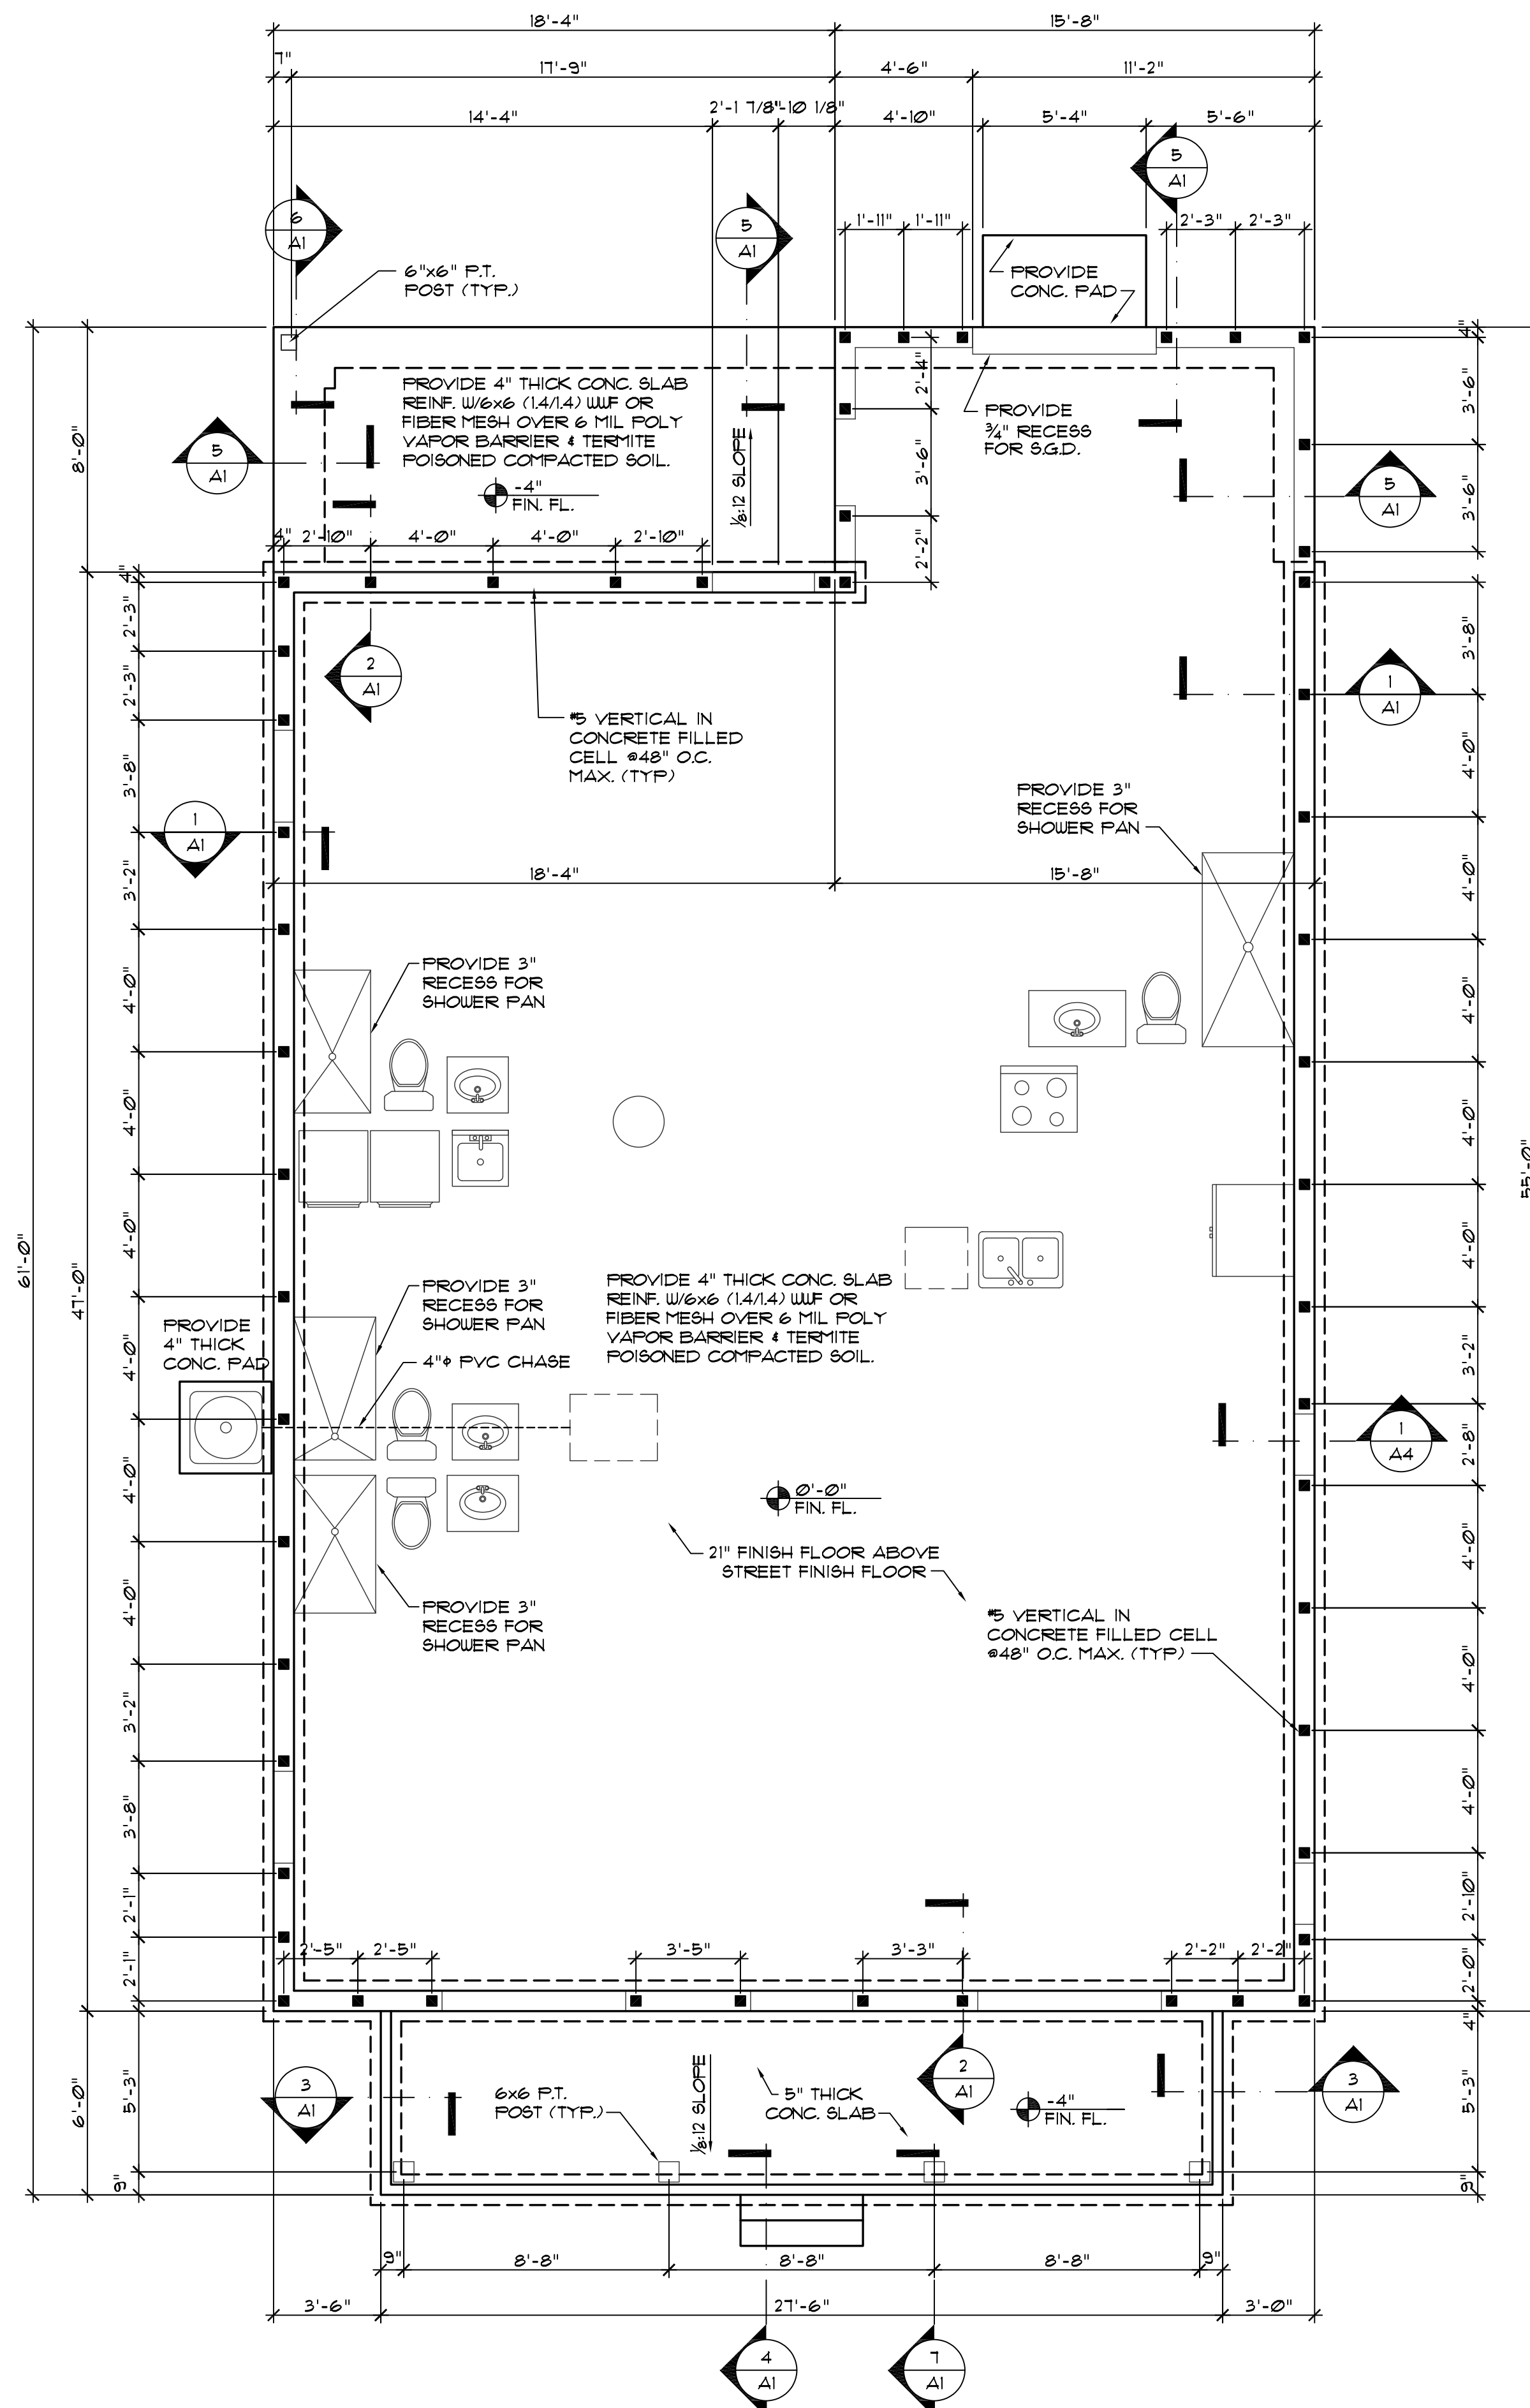 18'-4"
15'-8"
7"
17'-9"
4'-6"
11'-2"
14'-4"
2'-1 7/8"
1'-10 1/8"
4'-10"
5'-4"
5'-6"
5
A1
6
A1
5
A1
1'-11"
1'-11"
2'-3"
2'-3"
6"x6" P.T.
POST (TYP.)
PROVIDE
CONC. PAD
4"
2'-4"
3'-6"
PROVIDE 4" THICK CONC. SLAB
REINF. W/6x6 (1.4/1.4) WWF OR
FIBER MESH OVER 6 MIL POLY
VAPOR BARRIER & TERMITE
POISONED COMPACTED SOIL.
PROVIDE
3/4" RECESS
FOR S.G.D.
8'-0"
5
A1
1/8:12 SLOPE
3'-6"
-4"
FIN. FL.
5
A1
3'-6"
4"
2'-10"
4'-0"
4'-0"
2'-10"
2'-2"
4"
2'-3"
2'-3"
3'-8"
2
A1
1
A1
#5 VERTICAL IN
CONCRETE FILLED
CELL @48" O.C.
MAX. (TYP)
4'-0"
3'-8"
PROVIDE 3"
RECESS FOR
SHOWER PAN
1
A1
3'-2"
18'-4"
15'-8"
4'-0"
PROVIDE 3"
RECESS FOR
SHOWER PAN
4'-0"
4'-0"
4'-0"
4'-0"
55'-0"
4'-0"
4'-0"
61'-0"
47'-0"
PROVIDE 3"
RECESS FOR
SHOWER PAN
PROVIDE 4" THICK CONC. SLAB
REINF. W/6x6 (1.4/1.4) WWF OR
FIBER MESH OVER 6 MIL POLY
VAPOR BARRIER & TERMITE
POISONED COMPACTED SOIL.
PROVIDE
4" THICK
CONC. PAD
4"Φ PVC CHASE
4'-0"
3'-2"
1
A4
2'-8"
4'-0"
0'-0"
FIN. FL.
21" FINISH FLOOR ABOVE
STREET FINISH FLOOR
4'-0"
4'-0"
PROVIDE 3"
RECESS FOR
SHOWER PAN
#5 VERTICAL IN
CONCRETE FILLED CELL
@48" O.C. MAX. (TYP)
4'-0"
3'-2"
3'-8"
4'-0"
2'-1"
2'-10"
2'-5"
2'-5"
3'-5"
3'-3"
2'-2"
2'-2"
2'-1"
2'-0"
4"
6'-0"
5'-3"
3
A1
6x6 P.T.
POST (TYP.)
1/8:12 SLOPE
5" THICK
CONC. SLAB
2
A1
-4"
FIN. FL.
3
A1
5'-3"
9"
9"
9"
8'-8"
8'-8"
8'-8"
9"
3'-6"
27'-6"
3'-0"
4
A1
7
A1